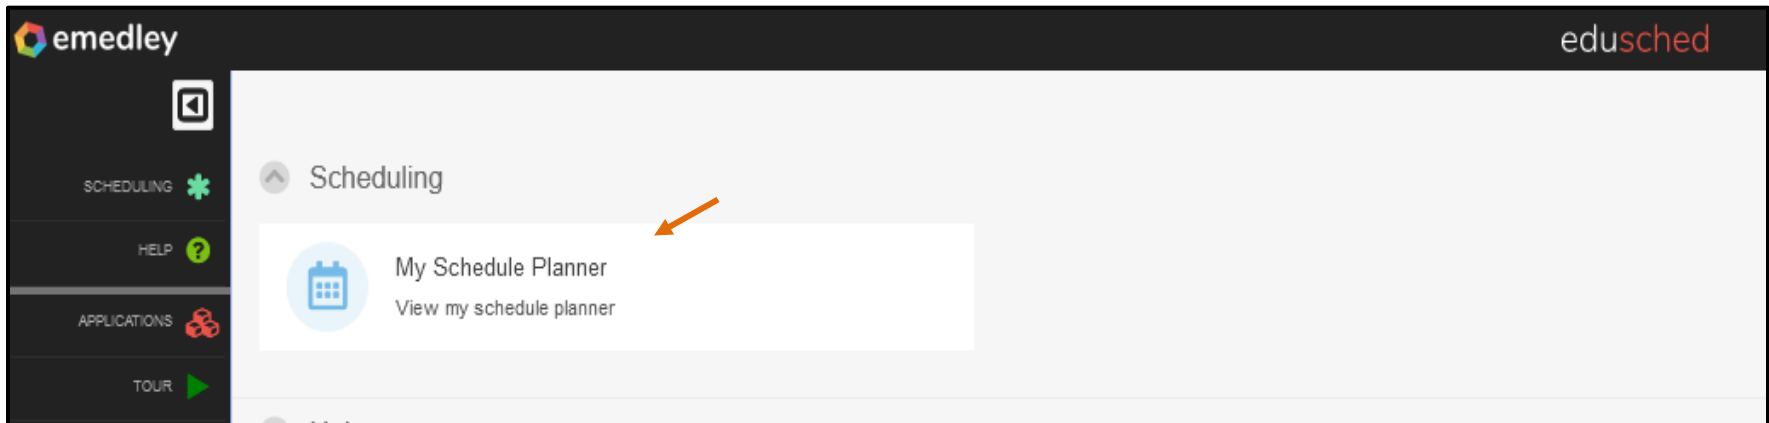 emedley
edusched
SCHEDULING
HELP
APPLICATIONS
TOUR
Scheduling
My Schedule Planner
View my schedule planner